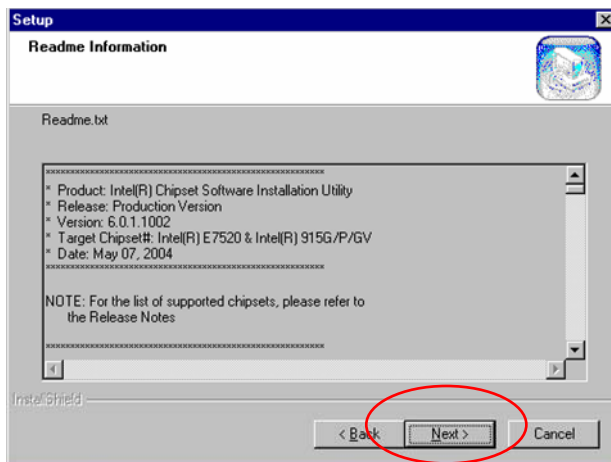 Setup
Readme Information
Readme.txt
******************************************************
* Product: Intel(R) Chipset Software Installation Utility
* Release: Production Version
* Version: 6.0.1.1002
* Target Chipset#: Intel(R) E7520 & Intel(R) 915G/P/GV
* Date: May 07, 2004
******************************************************
NOTE: For the list of supported chipsets, please refer to
the Release Notes
******************************************************
InstallShield
< Back Next > Cancel